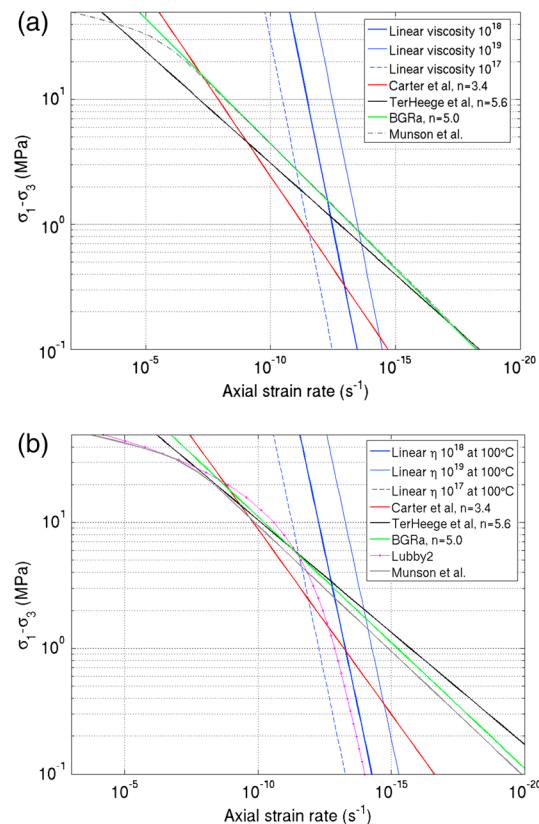 (a)
σ₁-σ₃ (MPa)
10¹
10⁰
10⁻¹
Linear viscosity 10¹⁸
Linear viscosity 10¹⁹
Linear viscosity 10¹⁷
Carter et al, n=3.4
TerHeege et al, n=5.6
BGRa, n=5.0
Munson et al.
10⁻⁵ 10⁻¹⁰ 10⁻¹⁵ 10⁻²⁰
Axial strain rate (s⁻¹)
(b)
σ₁-σ₃ (MPa)
10¹
10⁰
10⁻¹
Linear η 10¹⁸ at 100°C
Linear η 10¹⁹ at 100°C
Linear η 10¹⁷ at 100°C
Carter et al, n=3.4
TerHeege et al, n=5.6
BGRa, n=5.0
Lubby2
Munson et al.
10⁻⁵ 10⁻¹⁰ 10⁻¹⁵ 10⁻²⁰
Axial strain rate (s⁻¹)